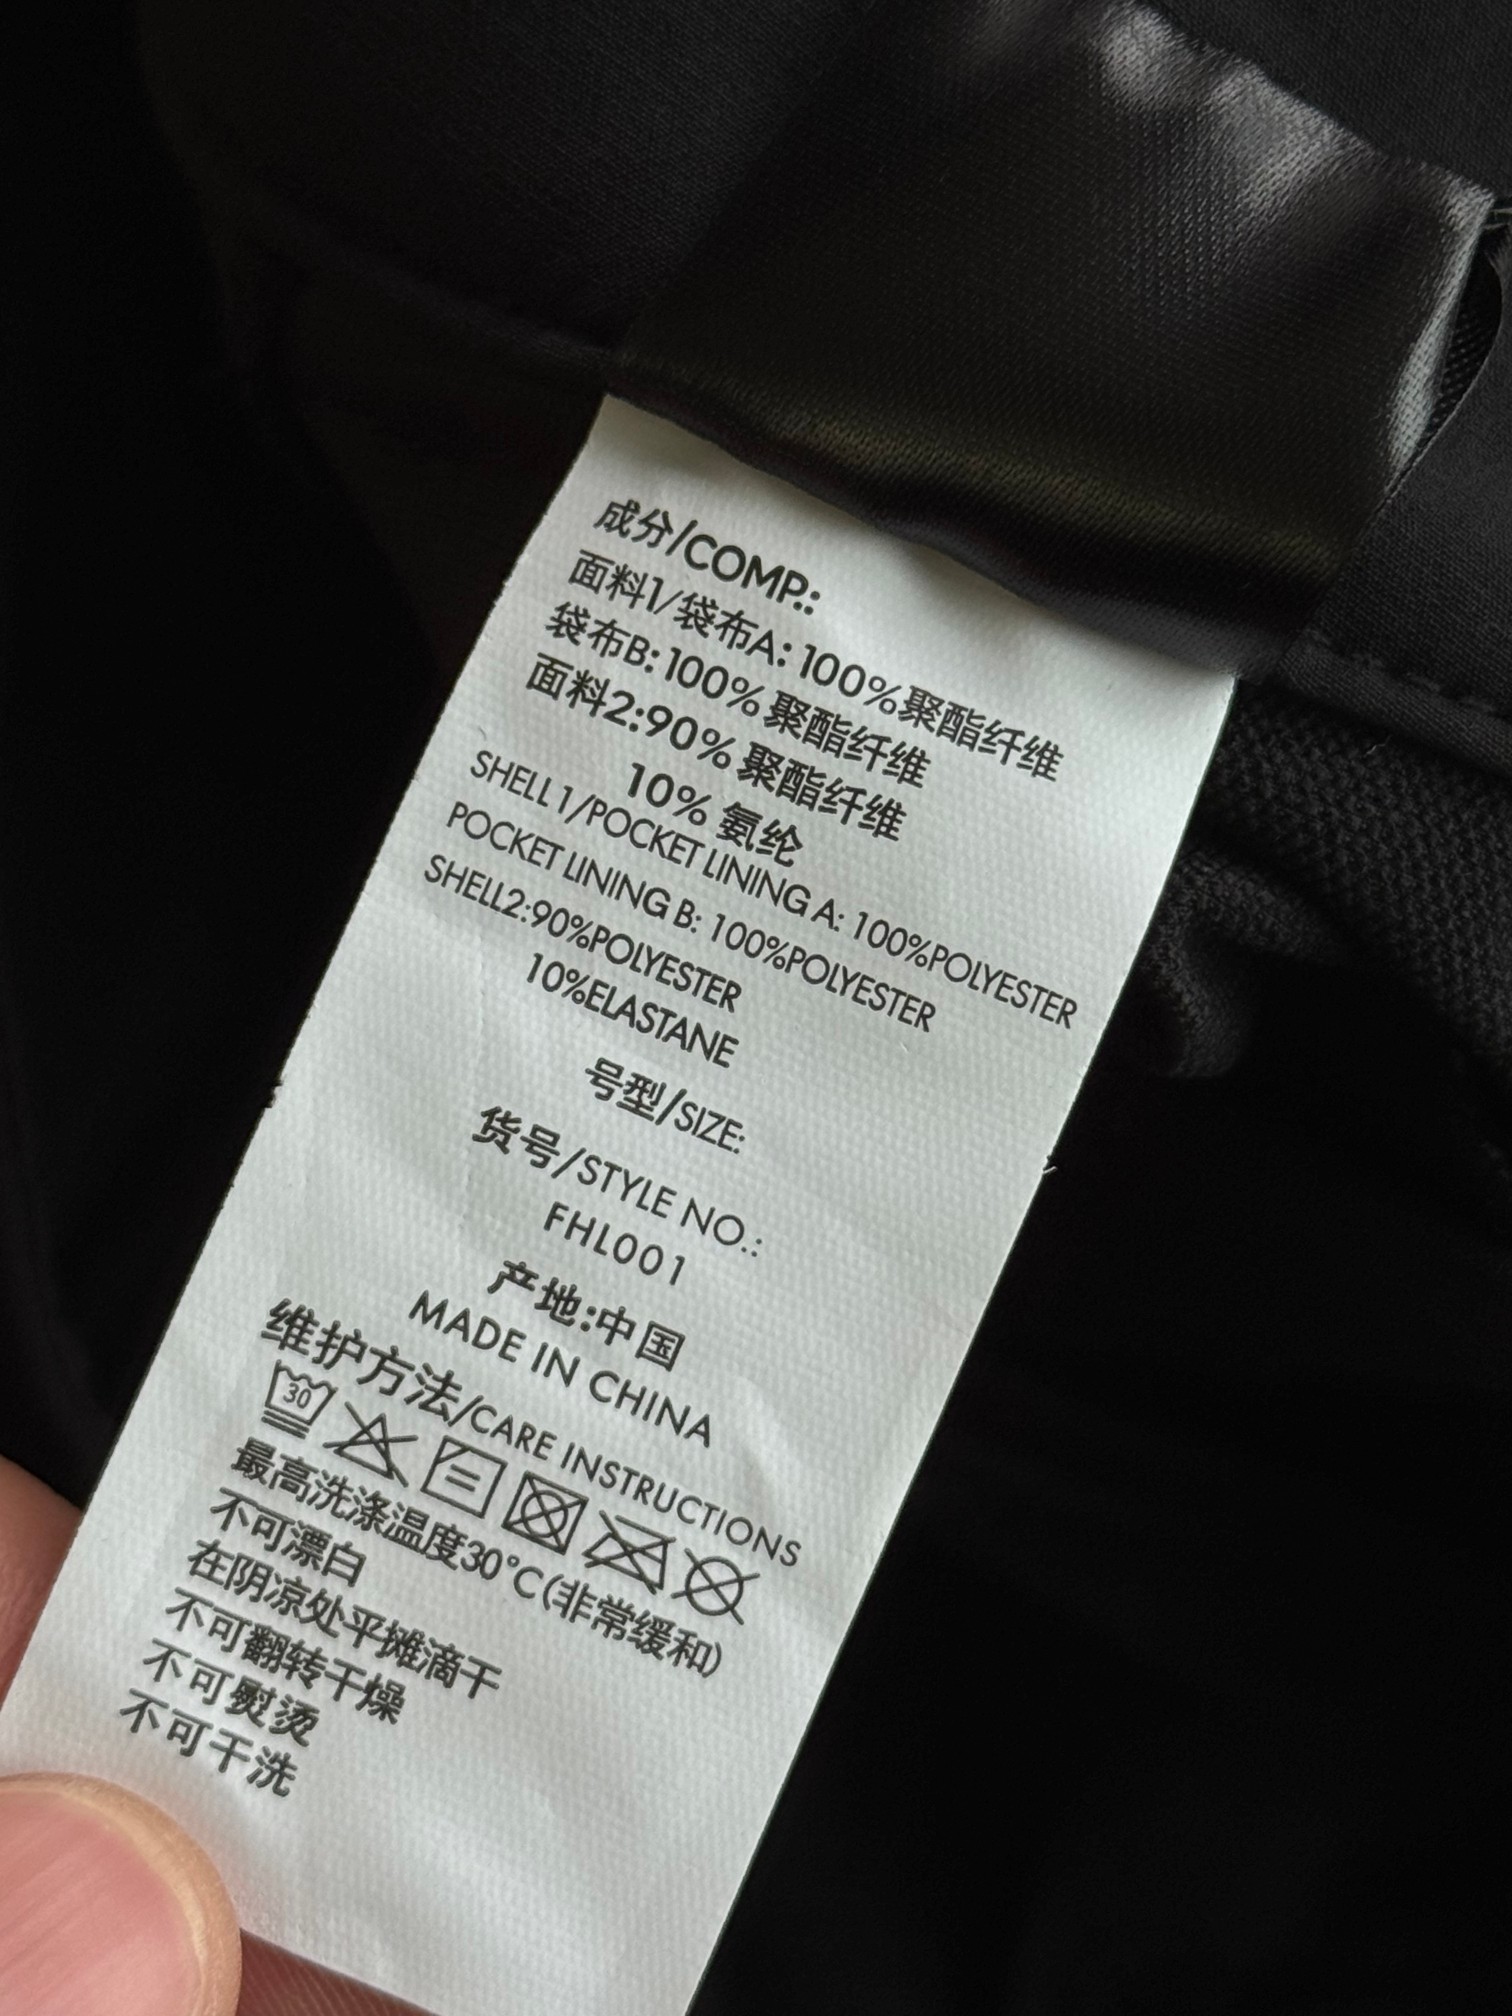 成分/COMP.:
面料1/袋布A: 100%聚酯纤维
袋布B: 100% 聚酯纤维
面料2:90% 聚酯纤维
10% 氨纶
SHELL 1/POCKET LINING A: 100%POLYESTER
POCKET LINING B: 100%POLYESTER
SHELL2:90%POLYESTER
10%ELASTANE
号型/SIZE:
货号/STYLE NO.:
FHL001
产地:中国
MADE IN CHINA
维护方法/CARE INSTRUCTIONS
30
最高洗涤温度30°C(非常缓和)
不可漂白
在阴凉处平摊滴干
不可翻转干燥
不可熨烫
不可干洗